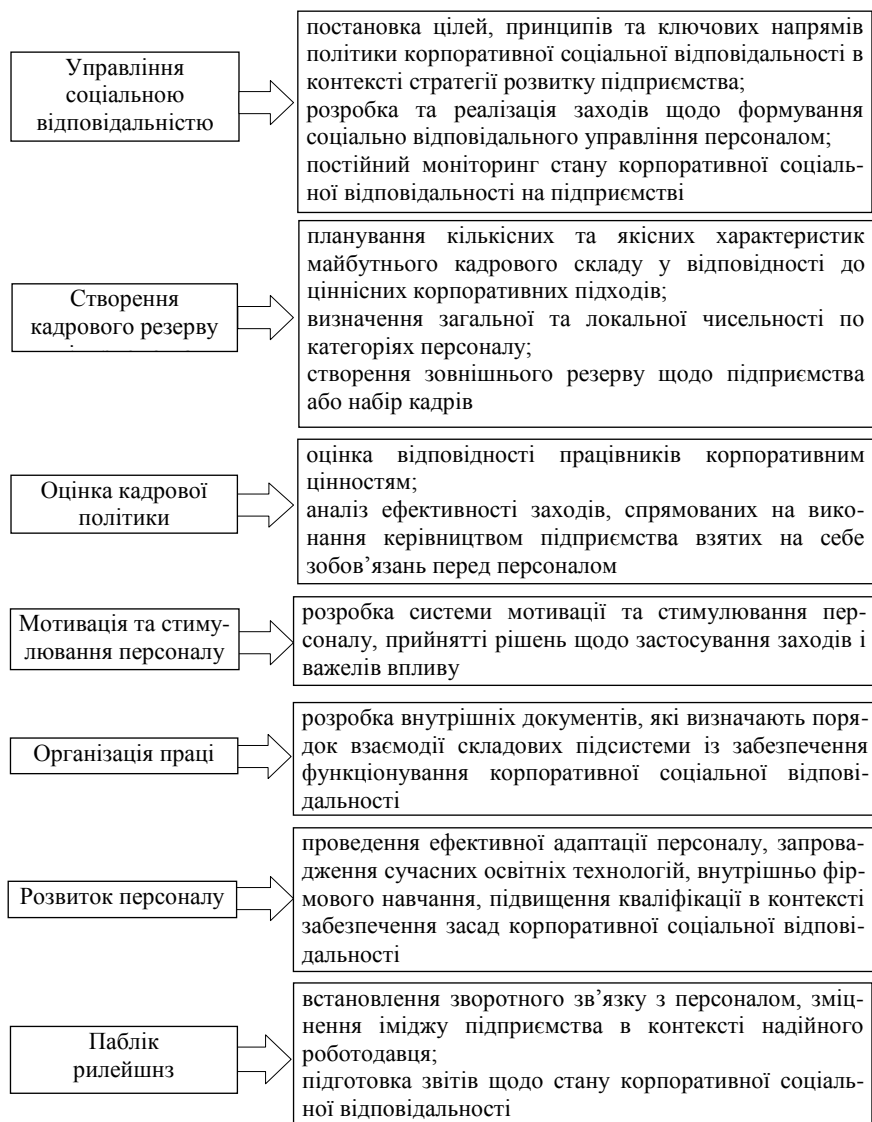 Управління
соціальною
відповідальністю
постановка цілей, принципів та ключових напрямів
політики корпоративної соціальної відповідальності в
контексті стратегії розвитку підприємства;
розробка та реалізація заходів щодо формування
соціально відповідального управління персоналом;
постійний моніторинг стану корпоративної соціаль-
ної відповідальності на підприємстві
Створення
кадрового резерву
планування кількісних та якісних характеристик
майбутнього кадрового складу у відповідності до
ціннісних корпоративних підходів;
визначення загальної та локальної чисельності по
категоріях персоналу;
створення зовнішнього резерву щодо підприємства
або набір кадрів
Оцінка кадрової
політики
оцінка відповідності працівників корпоративним
цінностям;
аналіз ефективності заходів, спрямованих на вико-
нання керівництвом підприємства взятих на себе
зобов’язань перед персоналом
Мотивація та стиму-
лювання персоналу
розробка системи мотивації та стимулювання пер-
соналу, прийнятті рішень щодо застосування заходів і
важелів впливу
Організація праці
розробка внутрішніх документів, які визначають поря-
док взаємодії складових підсистеми із забезпечення
функціонування корпоративної соціальної відпові-
дальності
Розвиток персоналу
проведення ефективної адаптації персоналу, запрова-
дження сучасних освітніх технологій, внутрішньо фір-
мового навчання, підвищення кваліфікації в контексті
забезпечення засад корпоративної соціальної відпові-
дальності
Паблік
рилейшнз
встановлення зворотного зв’язку з персоналом, зміц-
нення іміджу підприємства в контексті надійного
роботодавця;
підготовка звітів щодо стану корпоративної соціаль-
ної відповідальності